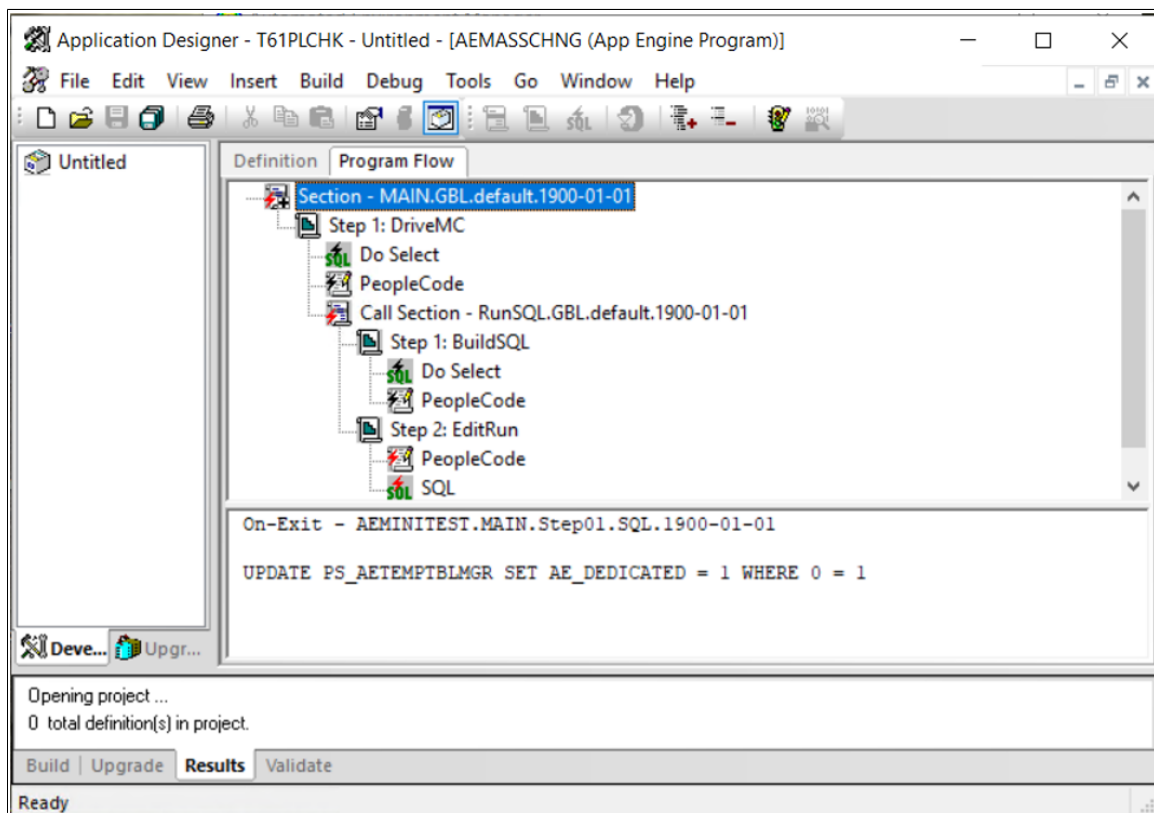 Application Designer - T61PLCHK - Untitled - [AEMASSCHNG (App Engine Program)]
File Edit View Insert Build Debug Tools Go Window Help
SQL
Untitled
Definition Program Flow
Section - MAIN.GBL.default.1900-01-01
Step 1: DriveMC
SQL Do Select
PeopleCode
Call Section - RunSQL.GBL.default.1900-01-01
Step 1: BuildSQL
SQL Do Select
PeopleCode
Step 2: EditRun
PeopleCode
SQL SQL
On-Exit - AEMINITEST.MAIN.Step01.SQL.1900-01-01
UPDATE PS_AETEMPTBLMGR SET AE_DEDICATED = 1 WHERE 0 = 1
Deve... Upgr...
Opening project ...
0 total definition(s) in project.
Build Upgrade Results Validate
Ready